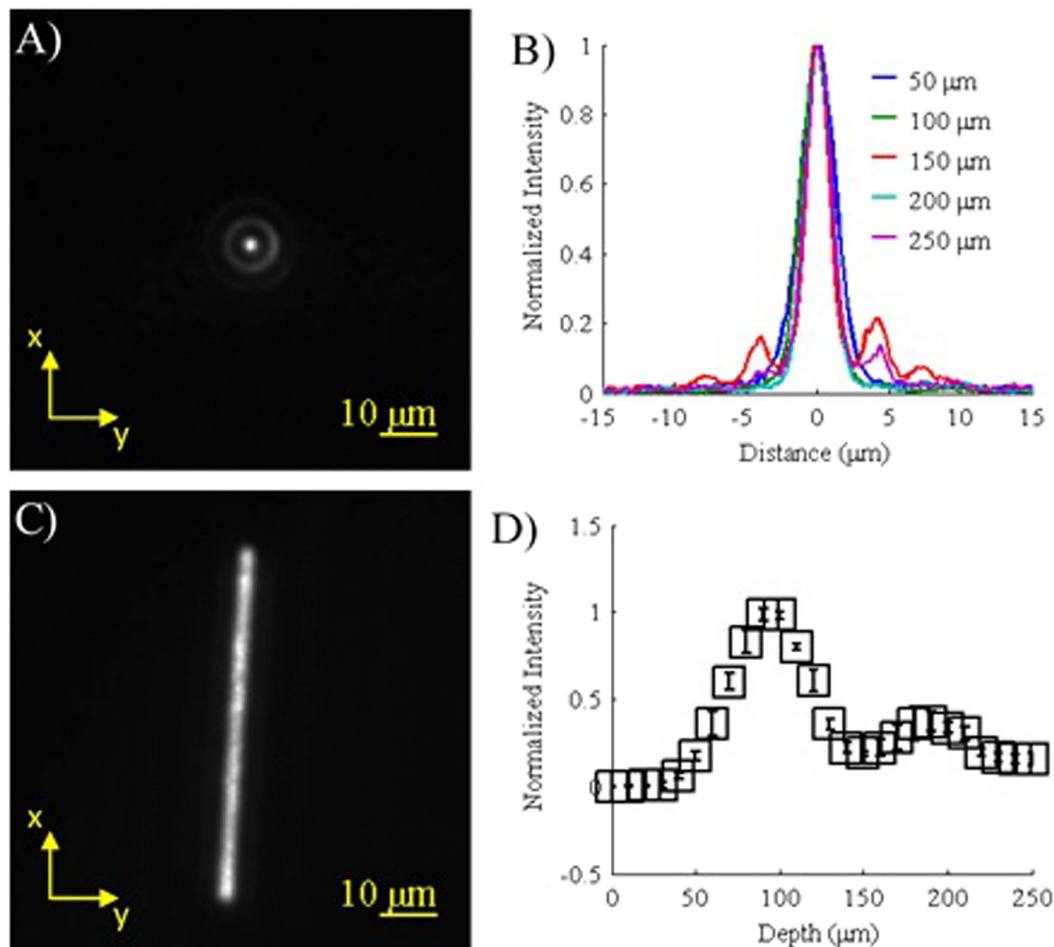 A)
x
y
10 μm
B)
Normalized Intensity
1
0.8
0.6
0.4
0.2
0
-15
-10
-5
0
5
10
15
Distance (μm)
50 μm
100 μm
150 μm
200 μm
250 μm
C)
x
y
10 μm
D)
Normalized Intensity
1.5
1
0.5
0
-0.5
0
50
100
150
200
250
Depth (μm)